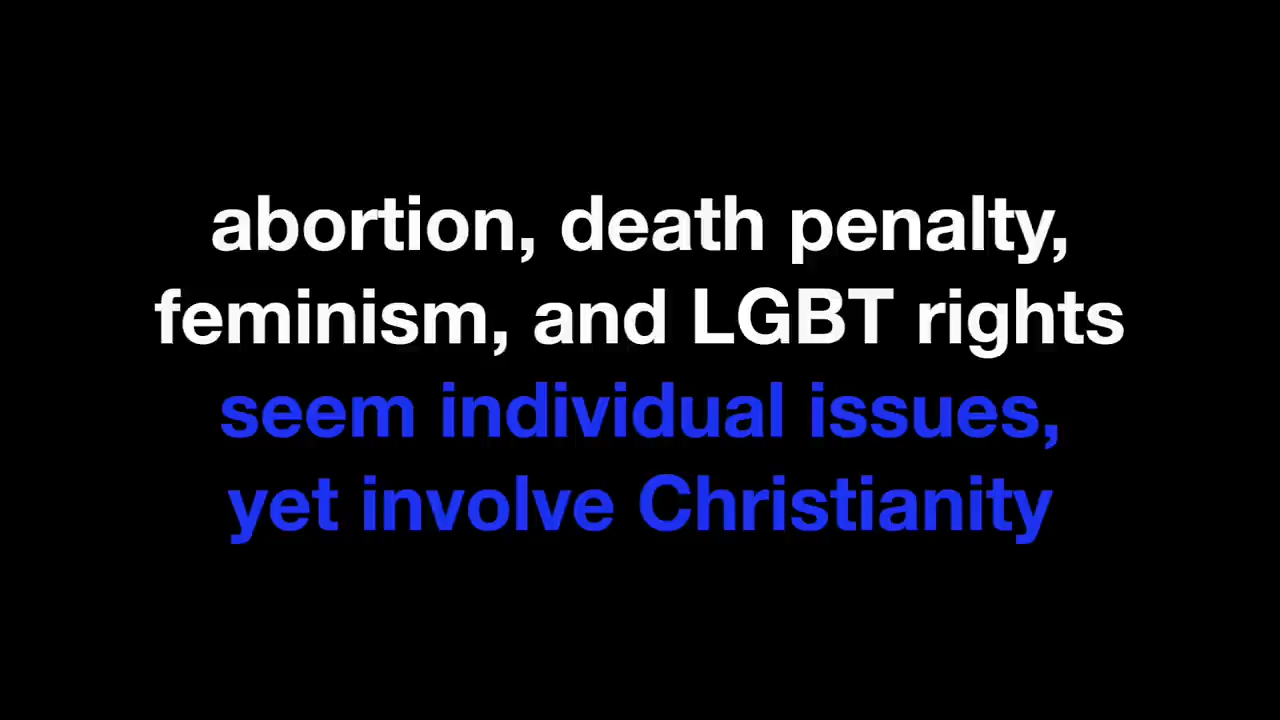 abortion, death penalty,
feminism, and LGBT rights
seem individual issues,
yet involve Christianity